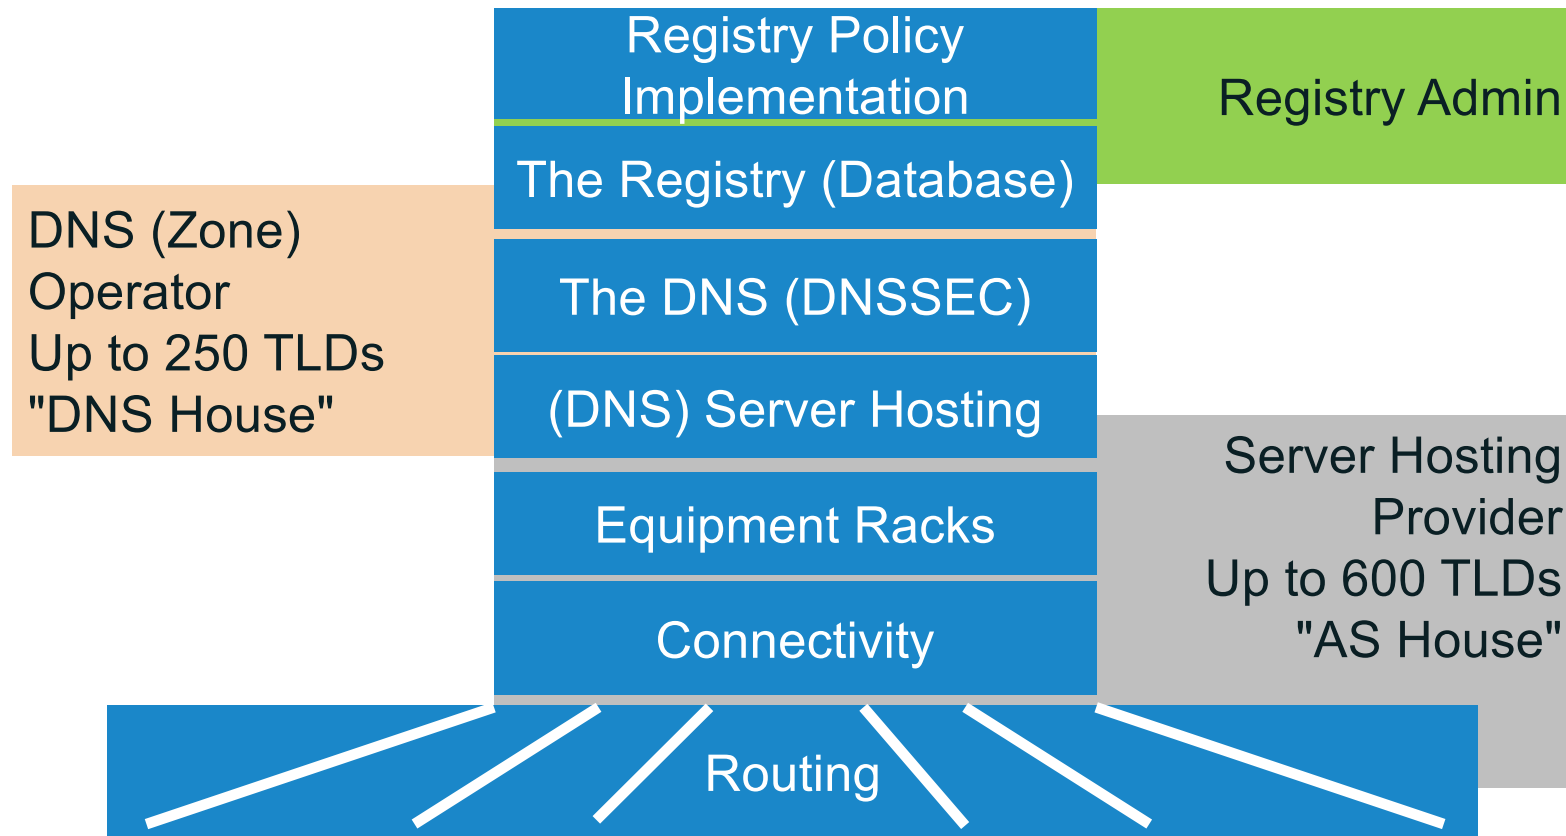 Registry Policy
Implementation
Registry Admin
The Registry (Database)
DNS (Zone)
Operator
Up to 250 TLDs
"DNS House"
The DNS (DNSSEC)
(DNS) Server Hosting
Server Hosting
Provider
Up to 600 TLDs
"AS House"
Equipment Racks
Connectivity
Routing